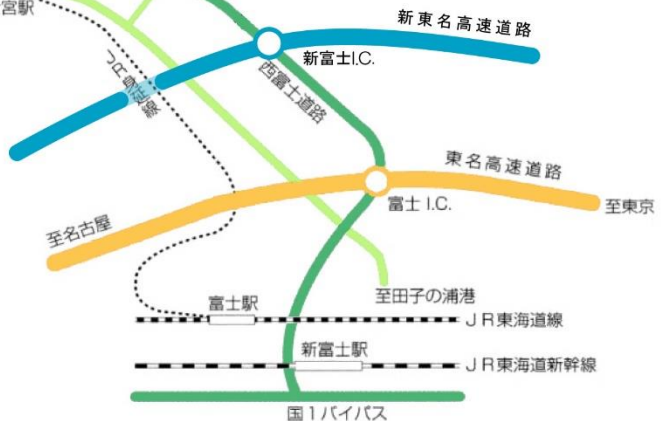 宮駅
新東名高速道路
新富士I.C.
JR身延線
西富士道路
東名高速道路
富士I.C.
至東京
至名古屋
至田子の浦港
富士駅
JR東海道線
新富士駅
JR東海道新幹線
国1バイパス